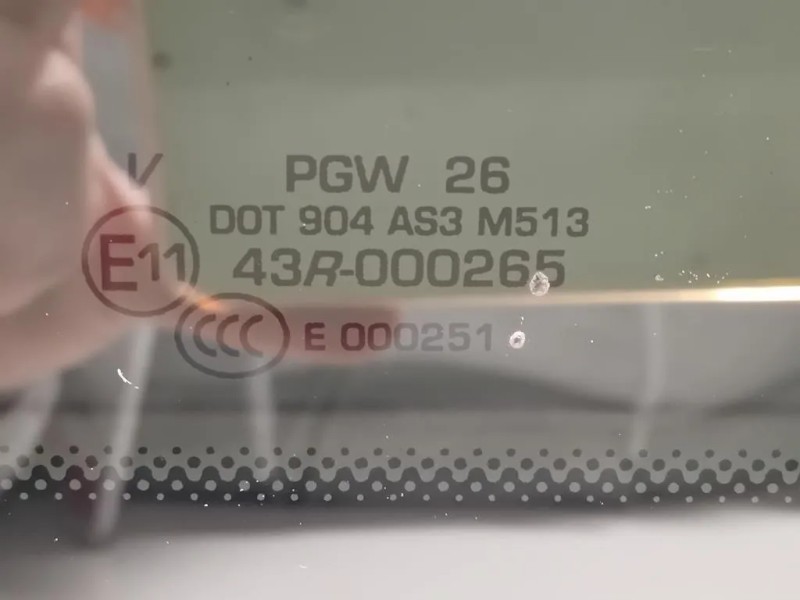 V PGW 26
DOT 904 AS3 M513
E11 43R-000265
CCC E 000251